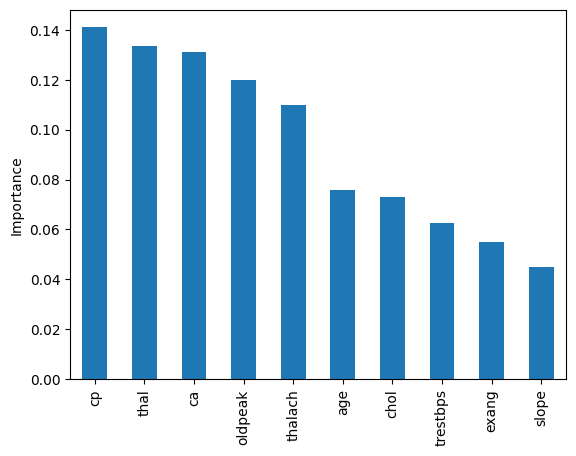 Importance
0.14
0.12
0.10
0.08
0.06
0.04
0.02
0.00
cp
thal
ca
oldpeak
thalach
age
chol
trestbps
exang
slope